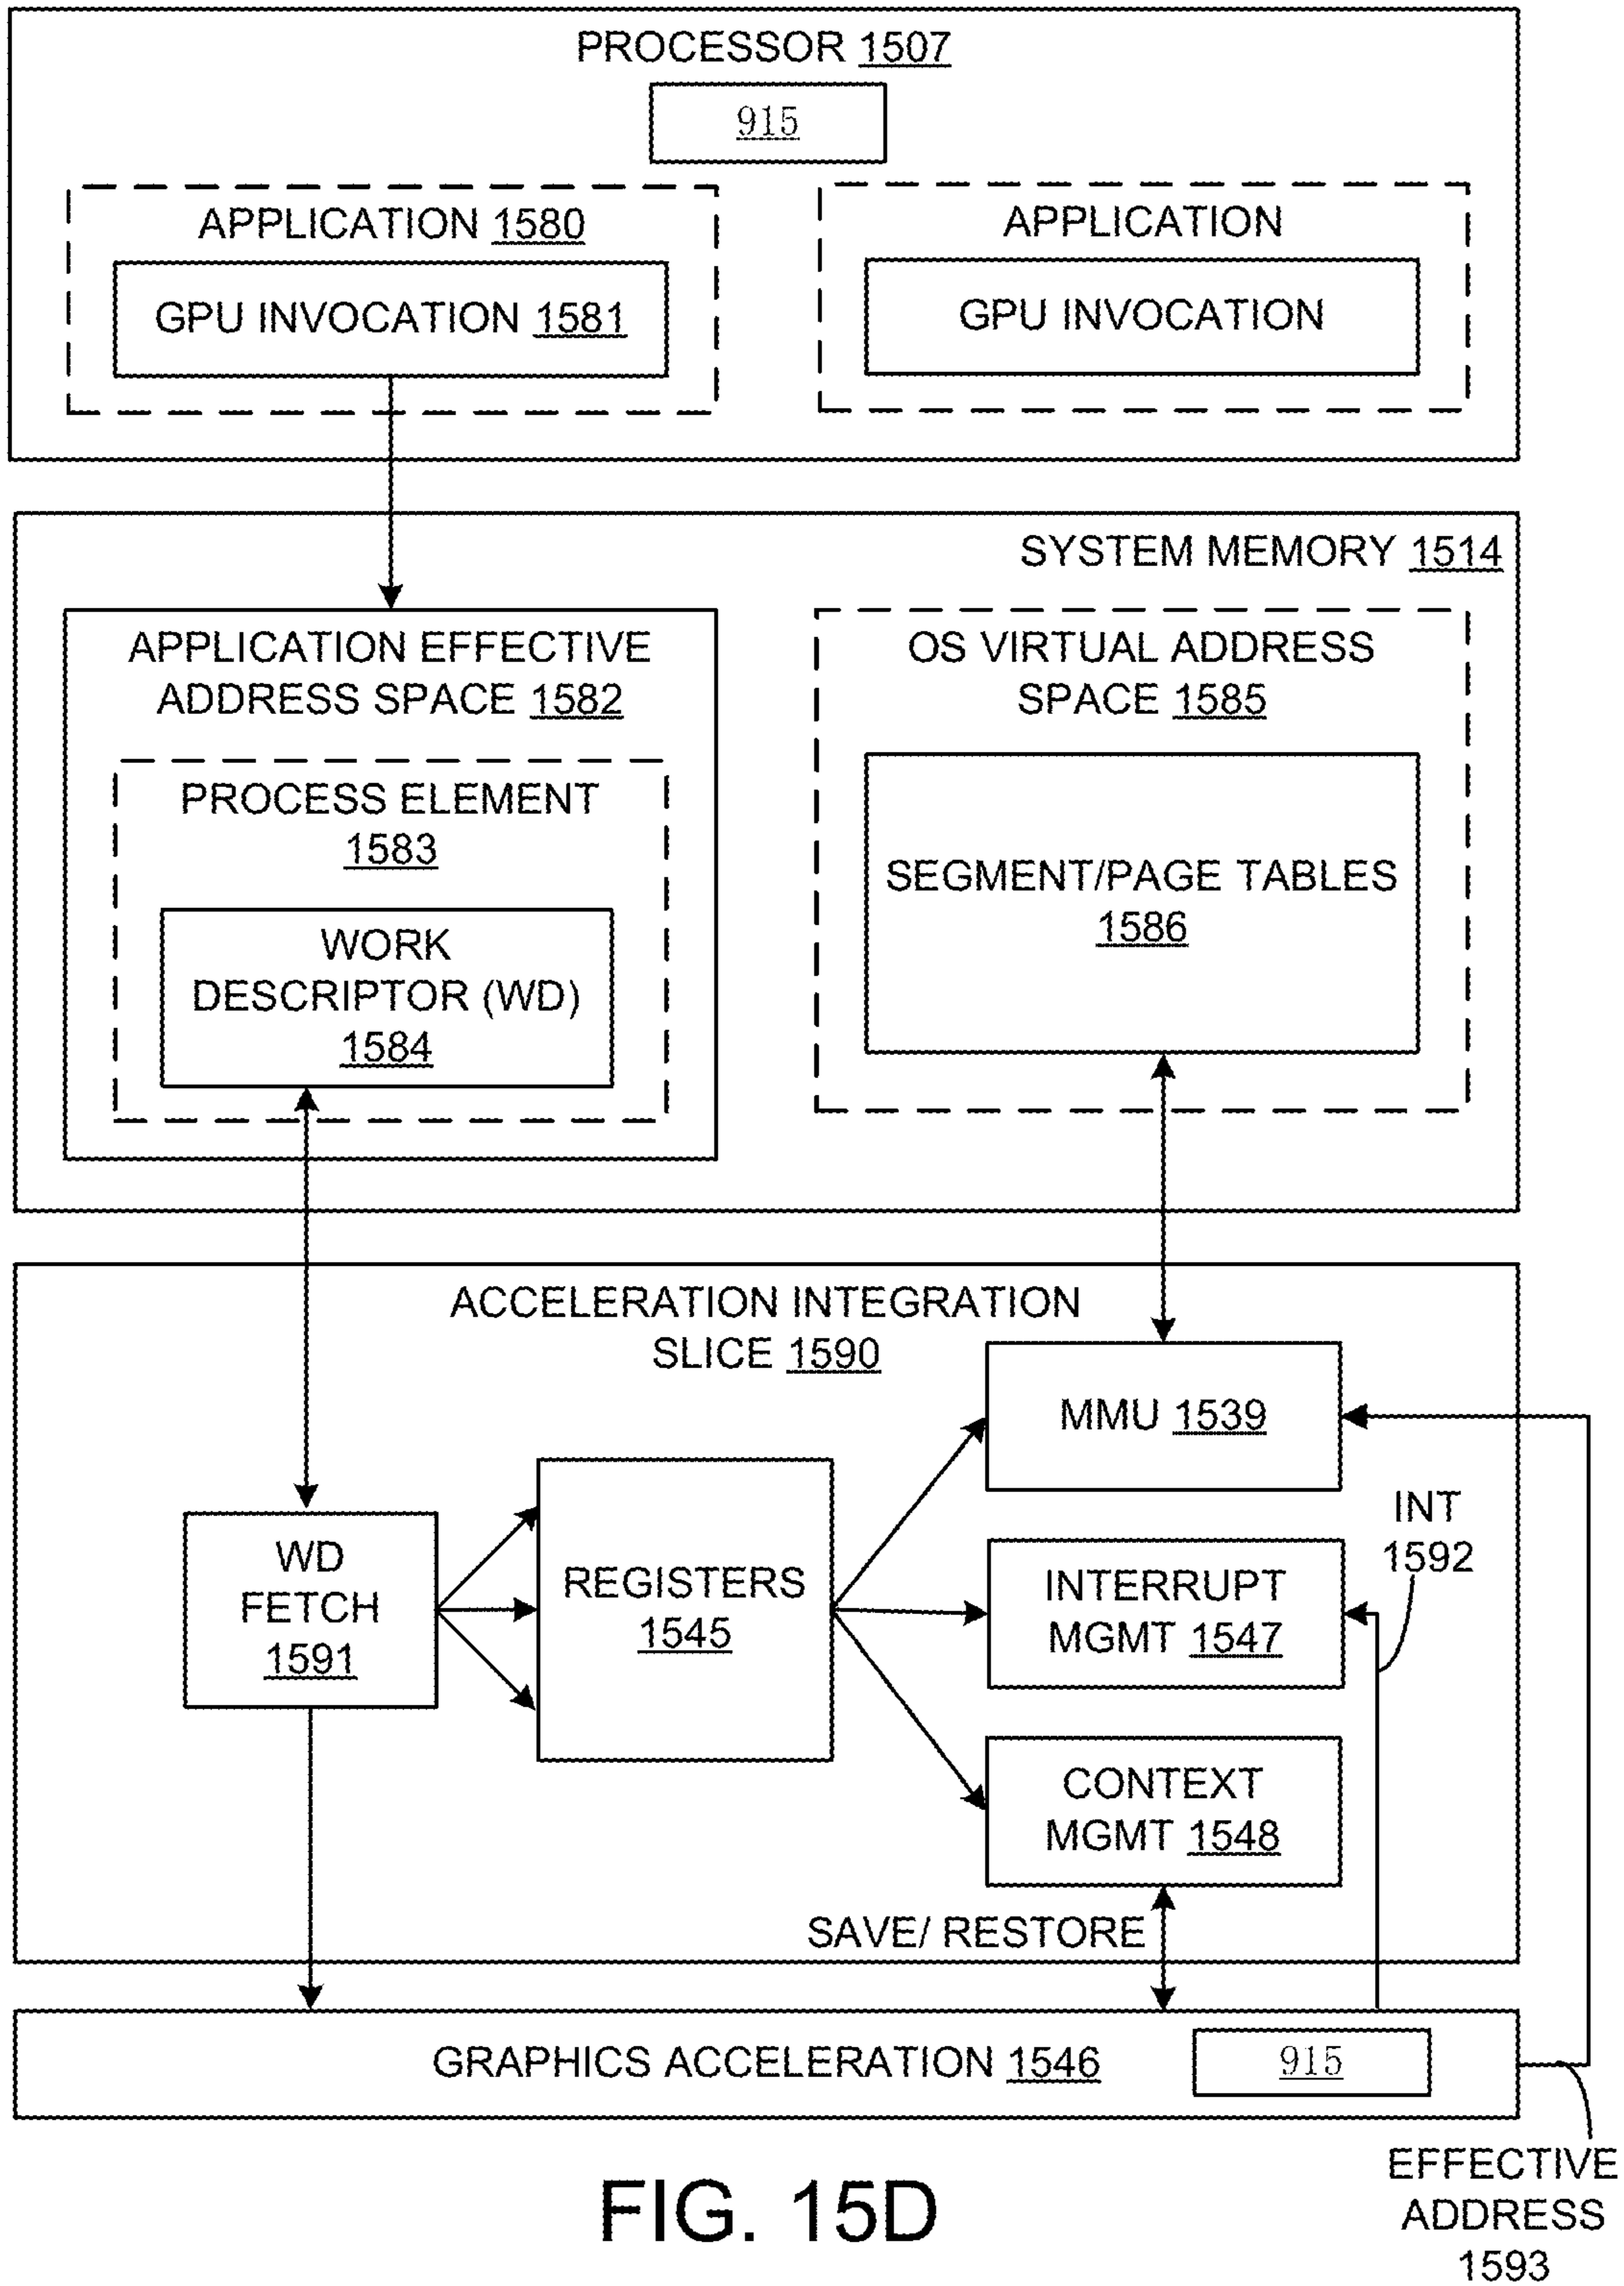 PROCESSOR 1507
915
APPLICATION 1580
GPU INVOCATION 1581
APPLICATION
GPU INVOCATION
SYSTEM MEMORY 1514
APPLICATION EFFECTIVE
ADDRESS SPACE 1582
PROCESS ELEMENT
1583
WORK
DESCRIPTOR (WD)
1584
OS VIRTUAL ADDRESS
SPACE 1585
SEGMENT/PAGE TABLES
1586
ACCELERATION INTEGRATION
SLICE 1590
WD
FETCH
1591
REGISTERS
1545
MMU 1539
INT
1592
INTERRUPT
MGMT 1547
CONTEXT
MGMT 1548
SAVE/ RESTORE
GRAPHICS ACCELERATION 1546
915
EFFECTIVE
ADDRESS
1593
FIG. 15D